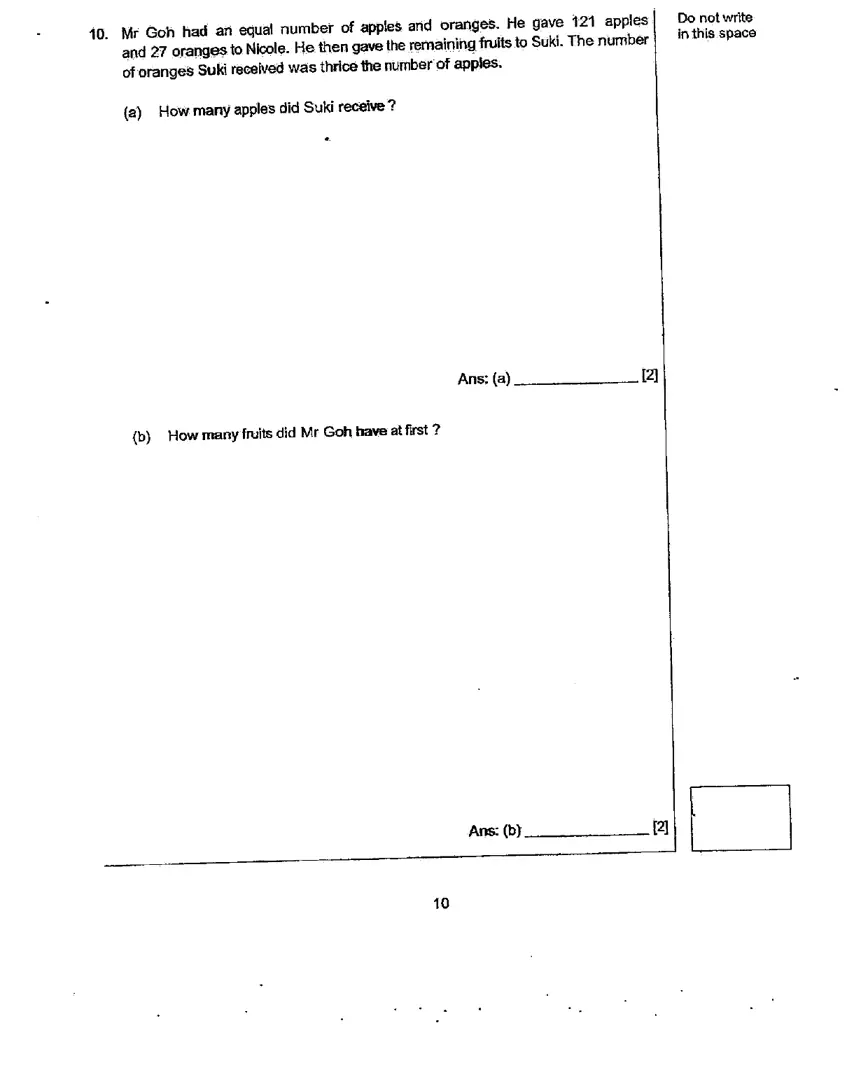 10. Mr Goh had an equal number of apples and oranges. He gave 121 apples
and 27 oranges to Nicole. He then gave the remaining fruits to Suki. The number
of oranges Suki received was thrice the number of apples.
Do not write
in this space
(a) How many apples did Suki receive ?
Ans: (a) ______________ [2]
(b) How many fruits did Mr Goh have at first ?
Ans: (b) ______________ [2]
10